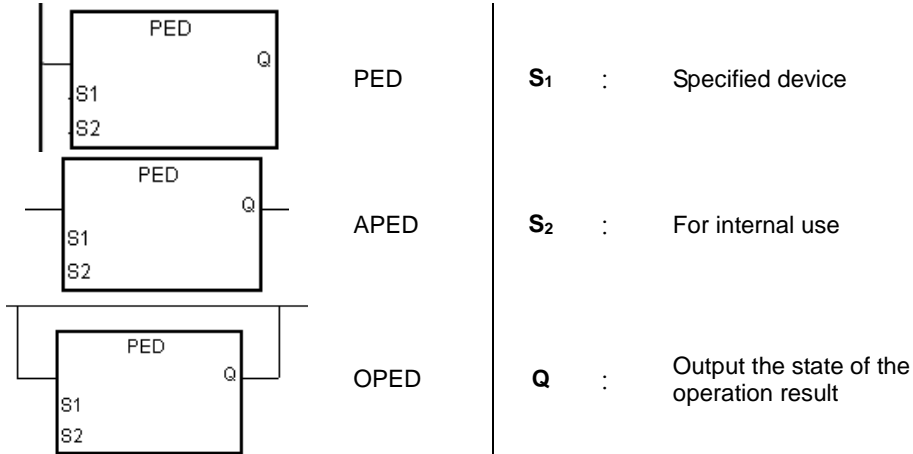 PED
Q
S1
S2
PED
S1 : Specified device
PED
Q
S1
S2
APED
S2 : For internal use
PED
Q
S1
S2
OPED
Q : Output the state of the
operation result